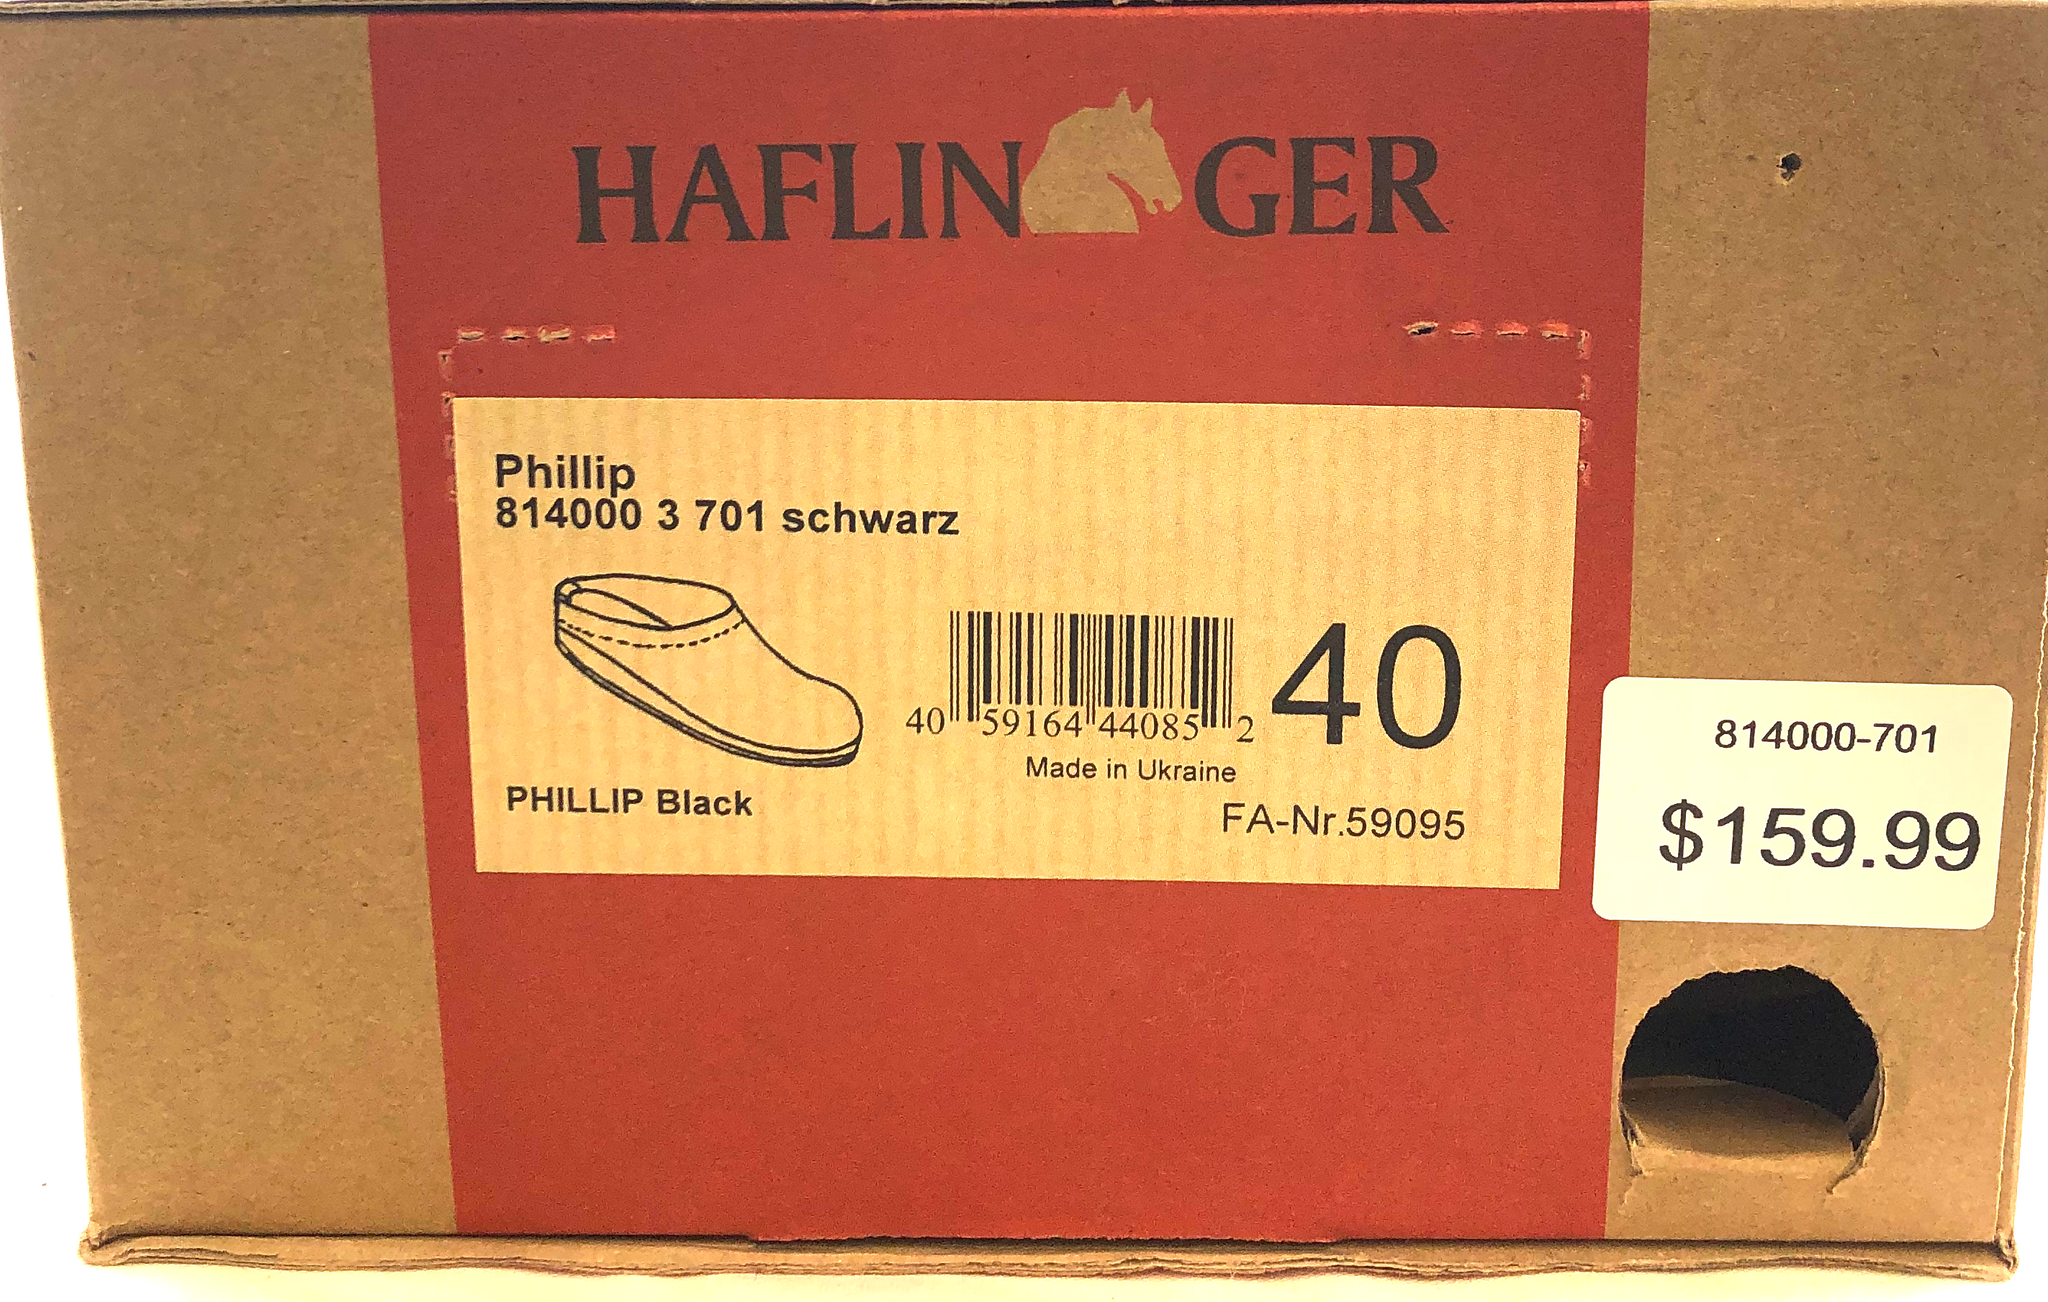 HAFLINGER
Phillip
814000 3 701 schwarz
40 59164 44085 2
40
Made in Ukraine
PHILLIP Black
FA-Nr.59095
814000-701
$159.99